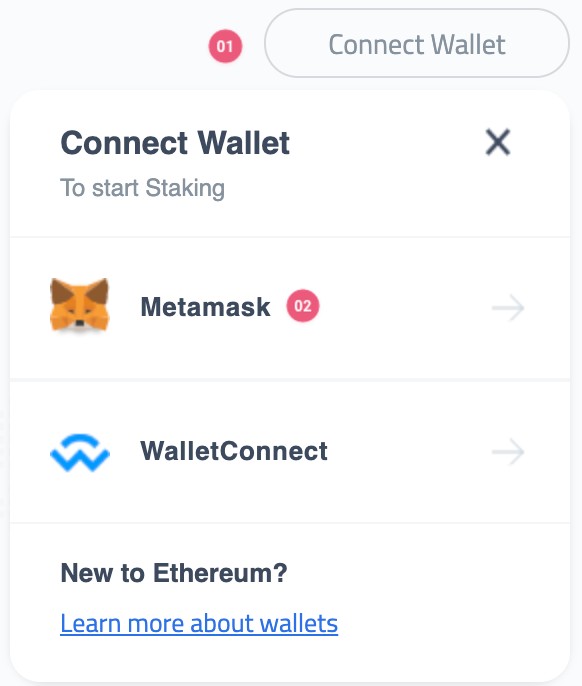 01 Connect Wallet
Connect Wallet
To start Staking
Metamask 02
WalletConnect
New to Ethereum?
Learn more about wallets